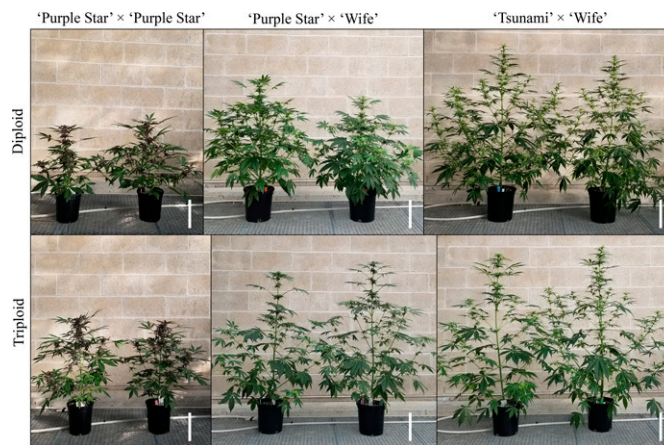 ‘Purple Star’ × ‘Purple Star’
‘Purple Star’ × ‘Wife’
‘Tsunami’ × ‘Wife’
Diploid
Triploid